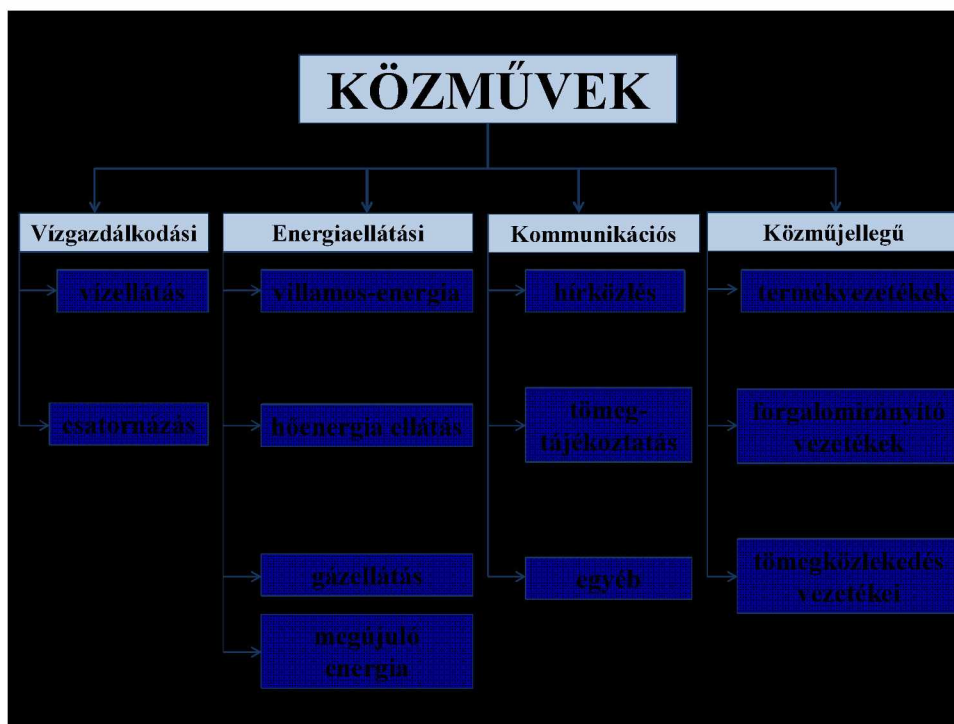 KÖZMŰVEK
Vízgazdálkodási
vízellátás
csatornázás
Energiaellátási
villamos-energia
hőenergia ellátás
gázellátás
megújuló
energia
Kommunikációs
hírközlés
tömeg-
tájékoztatás
egyéb
Közműjellegű
termékvezetékek
forgalomirányító
vezetékek
tömegközlekedés
vezetékei